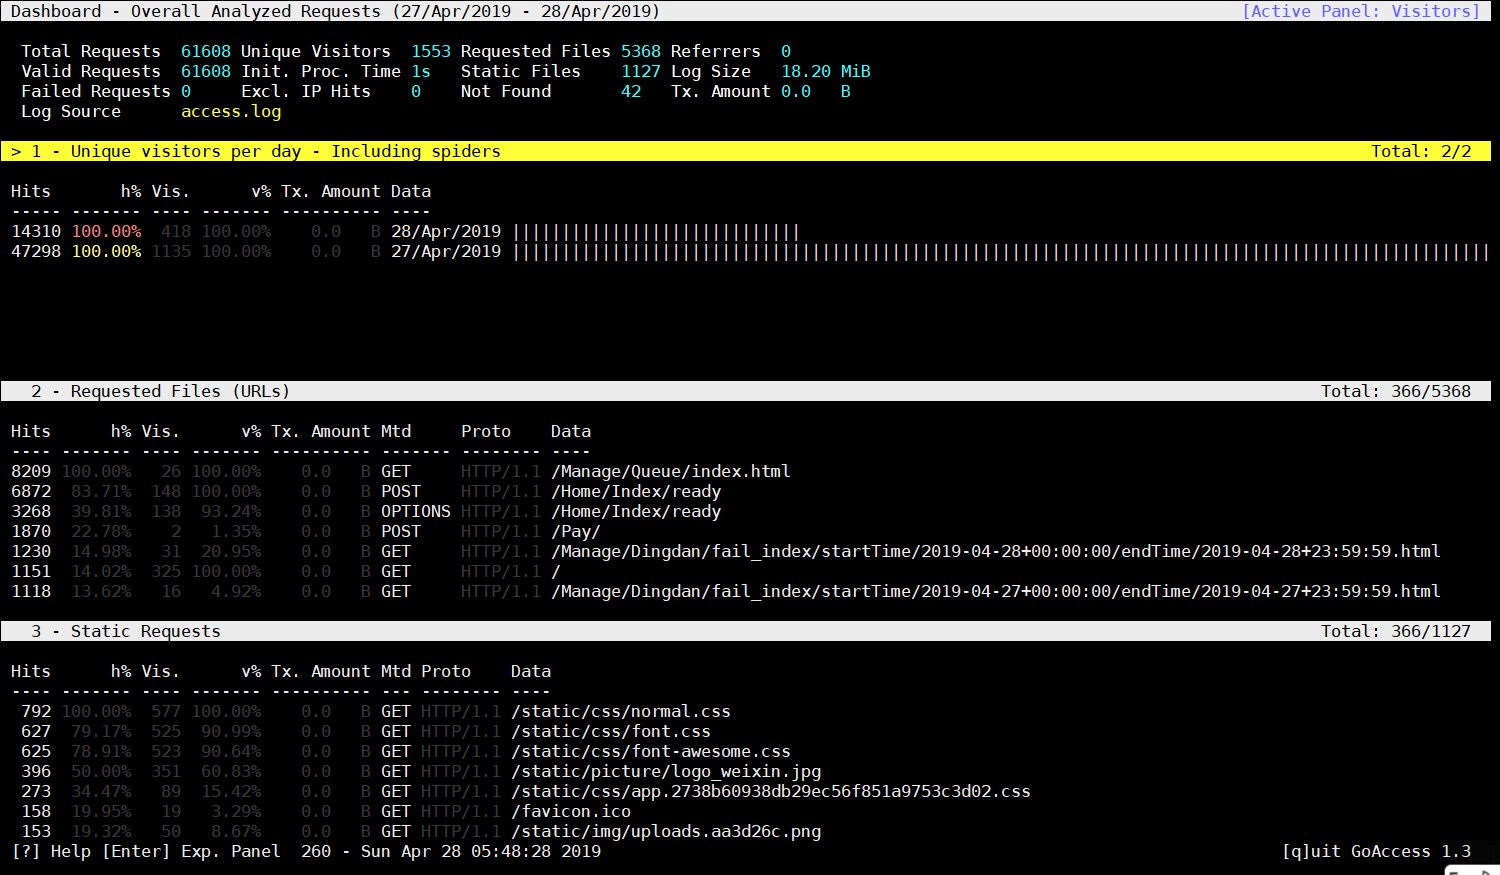 Dashboard - Overall Analyzed Requests (27/Apr/2019 - 28/Apr/2019) [Active Panel: Visitors]
Total Requests 61608 Unique Visitors 1553 Requested Files 5368 Referrers 0
Valid Requests 61608 Init. Proc. Time 1s Static Files 1127 Log Size 18.20 MiB
Failed Requests 0 Excl. IP Hits 0 Not Found 42 Tx. Amount 0.0 B
Log Source access.log
> 1 - Unique visitors per day - Including spiders Total: 2/2
Hits h% Vis. v% Tx. Amount Data
----- ------- ---- ------- ---------- ----
14310 100.00% 418 100.00% 0.0 B 28/Apr/2019 |||||||||||||||||||||||||||||
47298 100.00% 1135 100.00% 0.0 B 27/Apr/2019 ||||||||||||||||||||||||||||||||||||||||||||||||||||||||||||||||||||||||||||||||||||||||||||||||||
2 - Requested Files (URLs) Total: 366/5368
Hits h% Vis. v% Tx. Amount Mtd Proto Data
---- ------- ---- ------- ---------- ------- -------- ----
8209 100.00% 26 100.00% 0.0 B GET HTTP/1.1 /Manage/Queue/index.html
6872 83.71% 148 100.00% 0.0 B POST HTTP/1.1 /Home/Index/ready
3268 39.81% 138 93.24% 0.0 B OPTIONS HTTP/1.1 /Home/Index/ready
1870 22.78% 2 1.35% 0.0 B POST HTTP/1.1 /Pay/
1230 14.98% 31 20.95% 0.0 B GET HTTP/1.1 /Manage/Dingdan/fail_index/startTime/2019-04-28+00:00:00/endTime/2019-04-28+23:59:59.html
1151 14.02% 325 100.00% 0.0 B GET HTTP/1.1 /
1118 13.62% 16 4.92% 0.0 B GET HTTP/1.1 /Manage/Dingdan/fail_index/startTime/2019-04-27+00:00:00/endTime/2019-04-27+23:59:59.html
3 - Static Requests Total: 366/1127
Hits h% Vis. v% Tx. Amount Mtd Proto Data
---- ------- ---- ------- ---------- --- -------- ----
792 100.00% 577 100.00% 0.0 B GET HTTP/1.1 /static/css/normal.css
627 79.17% 525 90.99% 0.0 B GET HTTP/1.1 /static/css/font.css
625 78.91% 523 90.64% 0.0 B GET HTTP/1.1 /static/css/font-awesome.css
396 50.00% 351 60.83% 0.0 B GET HTTP/1.1 /static/picture/logo_weixin.jpg
273 34.47% 89 15.42% 0.0 B GET HTTP/1.1 /static/css/app.2738b60938db29ec56f851a9753c3d02.css
158 19.95% 19 3.29% 0.0 B GET HTTP/1.1 /favicon.ico
153 19.32% 50 8.67% 0.0 B GET HTTP/1.1 /static/img/uploads.aa3d26c.png
[?] Help [Enter] Exp. Panel 260 - Sun Apr 28 05:48:28 2019 [q]uit GoAccess 1.3